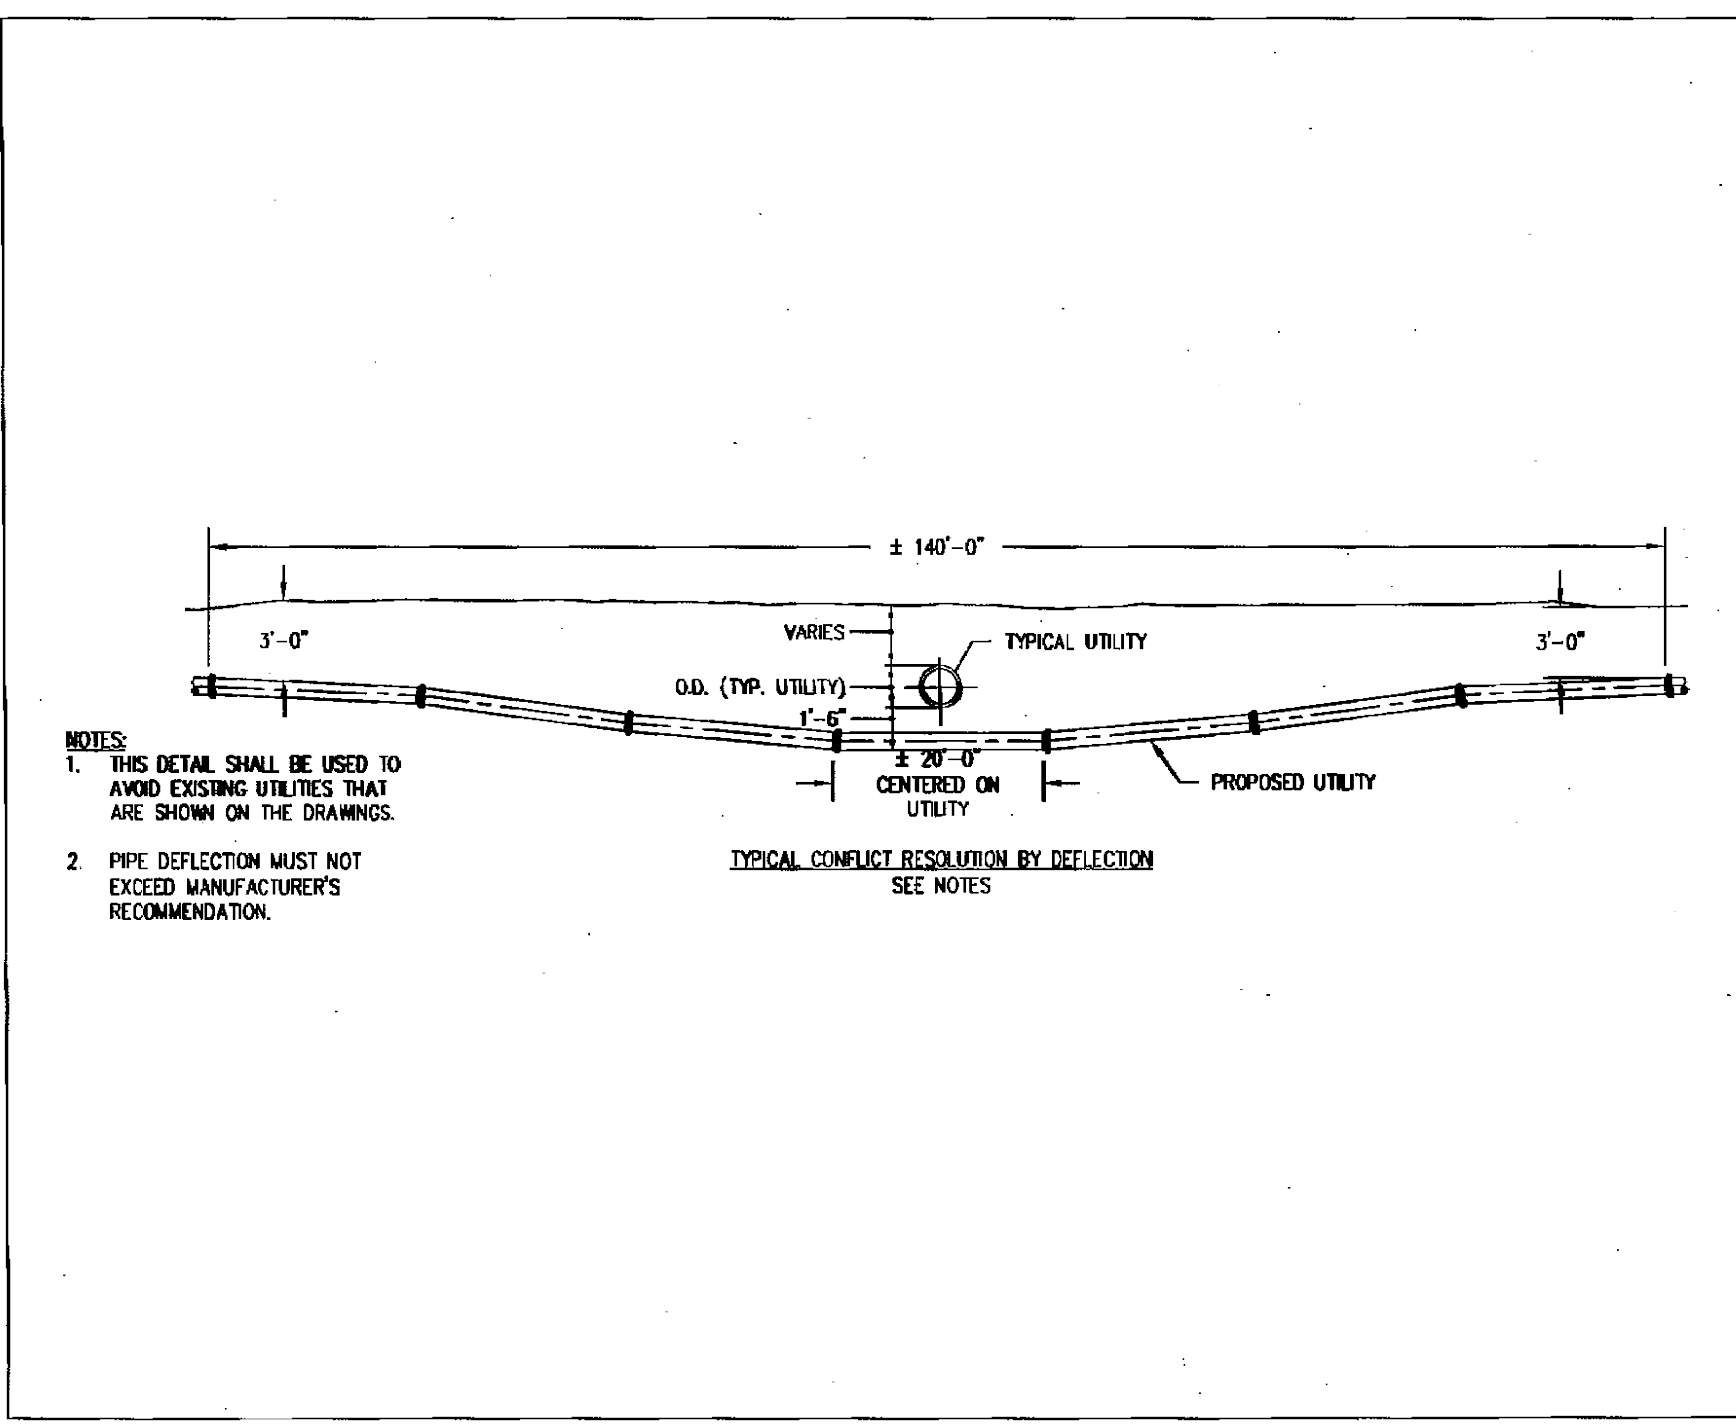 ± 140'-0"
3'-0"
VARIES
TYPICAL UTILITY
3'-0"
O.D. (TYP. UTILITY)
1'-6"
± 20'-0"
CENTERED ON
UTILITY
PROPOSED UTILITY
NOTES:
1. THIS DETAIL SHALL BE USED TO
AVOID EXISTING UTILITIES THAT
ARE SHOWN ON THE DRAWINGS.
2. PIPE DEFLECTION MUST NOT
EXCEED MANUFACTURER'S
RECOMMENDATION.
TYPICAL CONFLICT RESOLUTION BY DEFLECTION
SEE NOTES